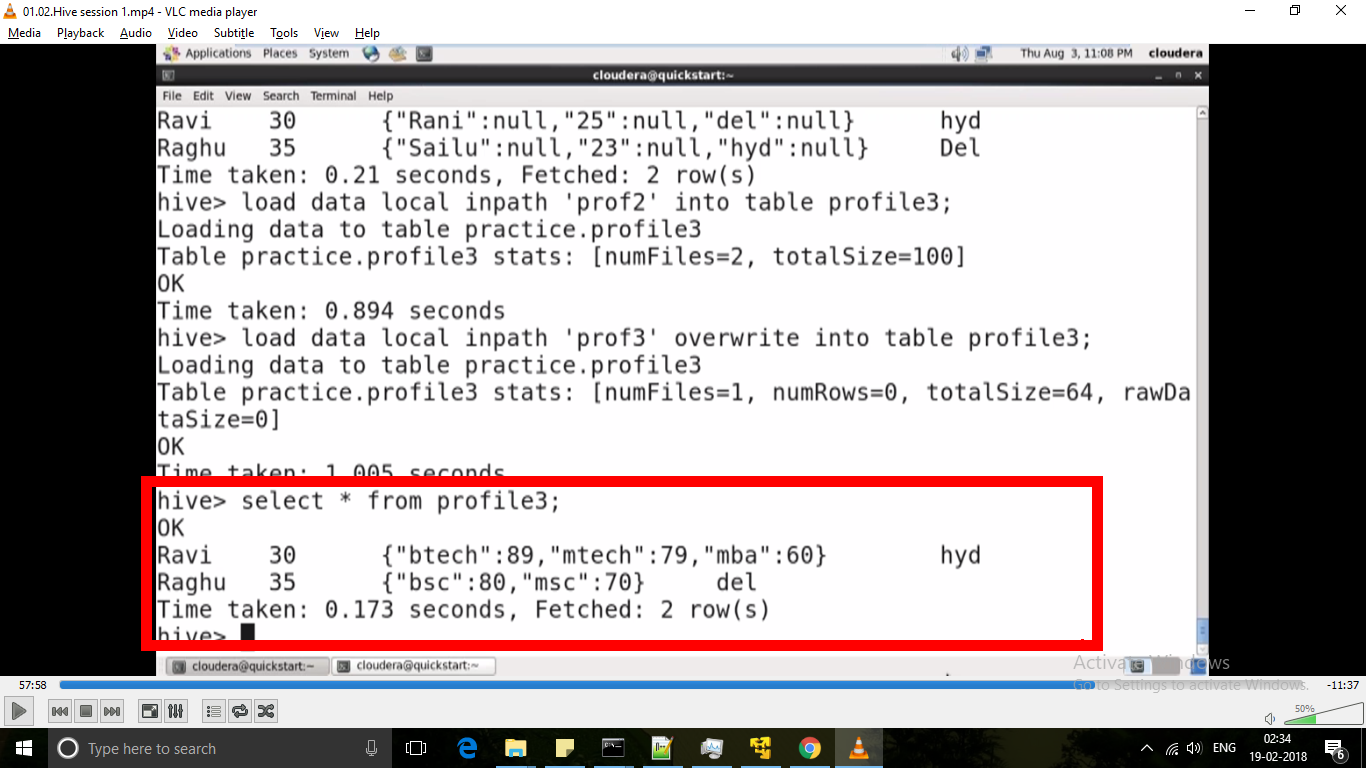 01.02.Hive session 1.mp4 - VLC media player
Media Playback Audio Video Subtitle Tools View Help
Applications Places System Thu Aug 3, 11:08 PM cloudera
cloudera@quickstart:~
File Edit View Search Terminal Help
Ravi 30 {"Rani":null,"25":null,"del":null} hyd
Raghu 35 {"Sailu":null,"23":null,"hyd":null} Del
Time taken: 0.21 seconds, Fetched: 2 row(s)
hive> load data local inpath 'prof2' into table profile3;
Loading data to table practice.profile3
Table practice.profile3 stats: [numFiles=2, totalSize=100]
OK
Time taken: 0.894 seconds
hive> load data local inpath 'prof3' overwrite into table profile3;
Loading data to table practice.profile3
Table practice.profile3 stats: [numFiles=1, numRows=0, totalSize=64, rawDa
taSize=0]
OK
Time taken: 1.005 seconds
hive> select * from profile3;
OK
Ravi 30 {"btech":89,"mtech":79,"mba":60} hyd
Raghu 35 {"bsc":80,"msc":70} del
Time taken: 0.173 seconds, Fetched: 2 row(s)
hive>
cloudera@quickstart:~ cloudera@quickstart:~
Activate Windows
Go to Settings to activate Windows.
57:58 -11:37
50%
Type here to search
ENG
02:34
19-02-2018
6